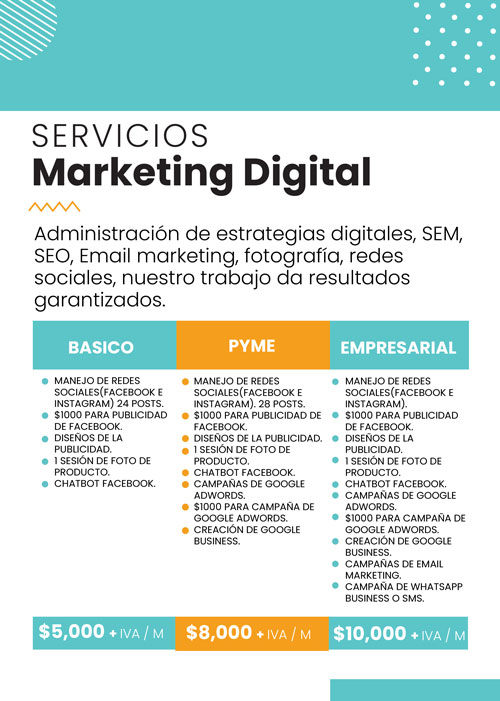 SERVICIOS
Marketing Digital
Administración de estrategias digitales, SEM,
SEO, Email marketing, fotografía, redes
sociales, nuestro trabajo da resultados
garantizados.
BASICO
MANEJO DE REDES
SOCIALES(FACEBOOK E
INSTAGRAM) 24 POSTS.
$1000 PARA PUBLICIDAD
DE FACEBOOK.
DISEÑOS DE LA
PUBLICIDAD.
1 SESIÓN DE FOTO DE
PRODUCTO.
CHATBOT FACEBOOK.
$5,000 + IVA / M
PYME
MANEJO DE REDES
SOCIALES(FACEBOOK E
INSTAGRAM). 28 POSTS.
$1000 PARA PUBLICIDAD DE
FACEBOOK.
DISEÑOS DE LA PUBLICIDAD.
1 SESIÓN DE FOTO DE
PRODUCTO.
CHATBOT FACEBOOK.
CAMPAÑAS DE GOOGLE
ADWORDS.
$1000 PARA CAMPAÑA DE
GOOGLE ADWORDS.
CREACIÓN DE GOOGLE
BUSINESS.
$8,000 + IVA / M
EMPRESARIAL
MANEJO DE REDES
SOCIALES(FACEBOOK E
INSTAGRAM).
$1000 PARA PUBLICIDAD
DE FACEBOOK.
DISEÑOS DE LA
PUBLICIDAD.
1 SESIÓN DE FOTO DE
PRODUCTO.
CHATBOT FACEBOOK.
CAMPAÑAS DE GOOGLE
ADWORDS.
$1000 PARA CAMPAÑA DE
GOOGLE ADWORDS.
CREACIÓN DE GOOGLE
BUSINESS.
CAMPAÑAS DE EMAIL
MARKETING.
CAMPAÑA DE WHATSAPP
BUSINESS O SMS.
$10,000 + IVA / M